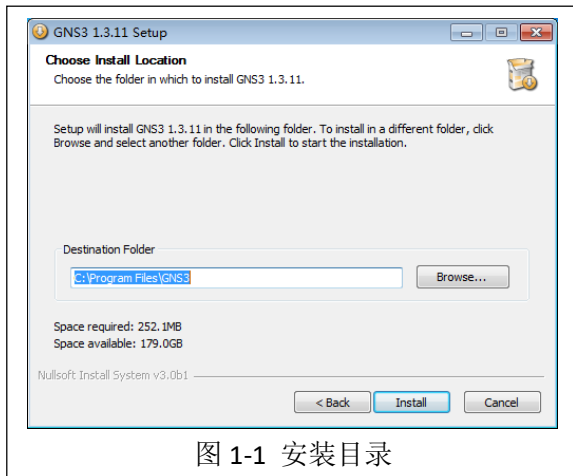 GNS3 1.3.11 Setup
Choose Install Location
Choose the folder in which to install GNS3 1.3.11.
Setup will install GNS3 1.3.11 in the following folder. To install in a different folder, click
Browse and select another folder. Click Install to start the installation.
Destination Folder
C:\Program Files\GNS3
Browse...
Space required: 252.1MB
Space available: 179.0GB
Nullsoft Install System v3.0b1
< Back
Install
Cancel
图 1-1 安装目录